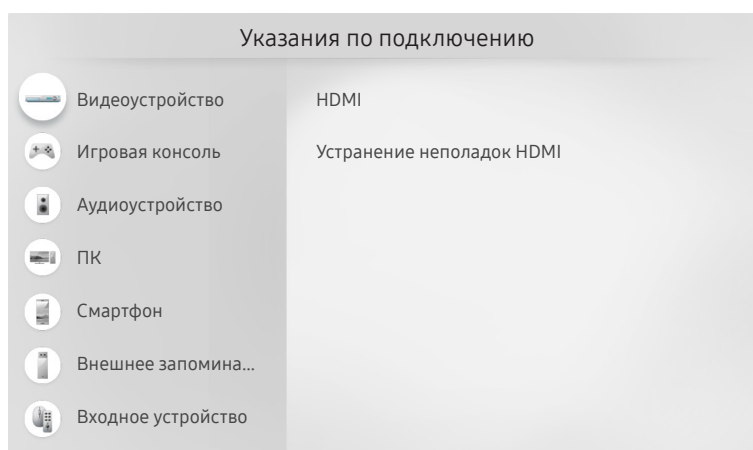 Указания по подключению
Видеоустройство
HDMI
Игровая консоль
Устранение неполадок HDMI
Аудиоустройство
ПК
Смартфон
Внешнее запомина...
Входное устройство